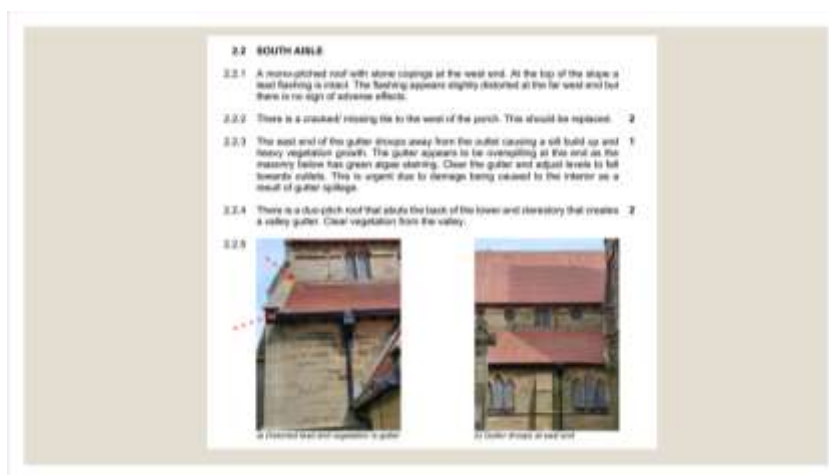 2.2 SOUTH AISLE
2.2.1 A mono-pitched roof with stone copings at the west end. At the top of the slope a
lead flashing is intact. The flashing appears slightly distorted at the far west end but
there is no sign of adverse effects.
2.2.2 There is a cracked/ missing tile to the west of the porch. This should be replaced. 2
2.2.3 The east end of the gutter droops away from the outlet causing a silt build up and 1
heavy vegetation growth. The gutter appears to be overspilling at this end as the
masonry below has green algae staining. Clear the gutter and adjust levels to fall
towards outlets. This is urgent due to damage being caused to the interior as a
result of gutter spillage.
2.2.4 There is a duo-pitch roof that abuts the back of the tower and clerestory that creates 2
a valley gutter. Clear vegetation from the valley.
2.2.5
a) Distorted lead and vegetation in gutter
b) Gutter droops at east end